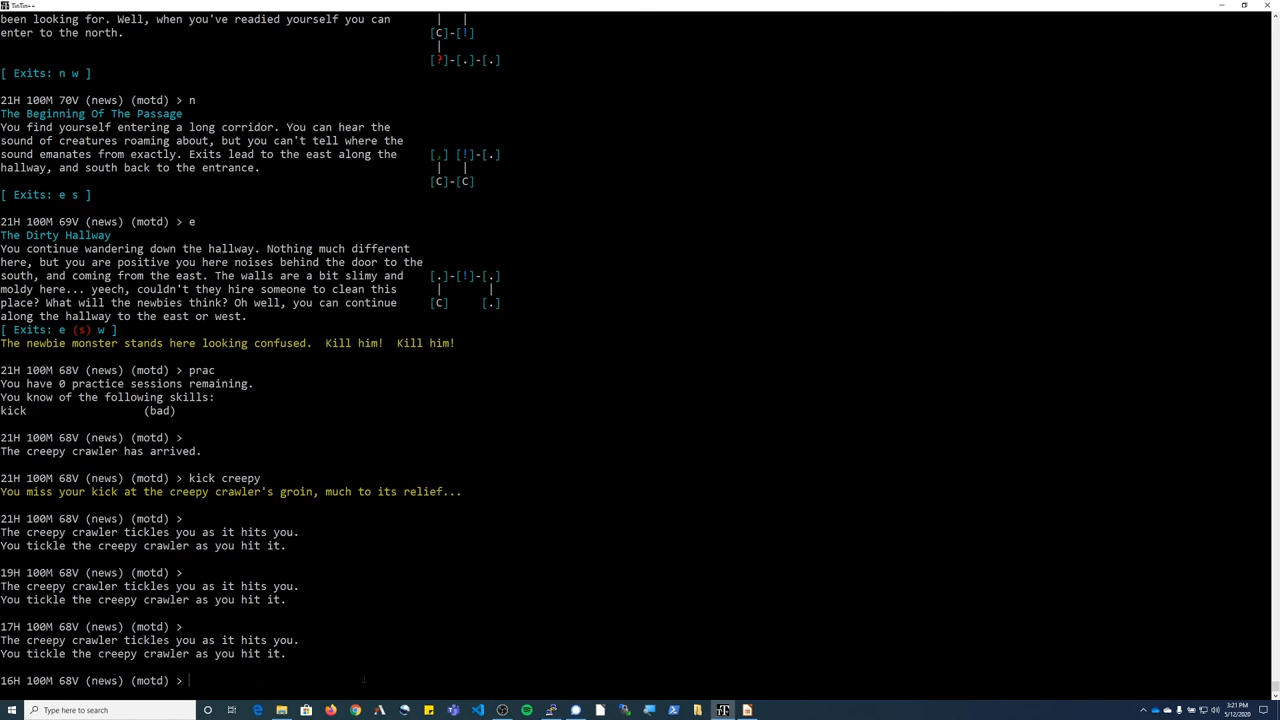 TinTin++
been looking for. Well, when you've readied yourself you can | |
enter to the north. [C]-[!]
|
[?]-[.]-[.]
[ Exits: n w ]
21H 100M 70V (news) (motd) > n
The Beginning Of The Passage
You find yourself entering a long corridor. You can hear the
sound of creatures roaming about, but you can't tell where the
sound emanates from exactly. Exits lead to the east along the [,] [!]-[.]
hallway, and south back to the entrance. | |
[C]-[C]
[ Exits: e s ]
21H 100M 69V (news) (motd) > e
The Dirty Hallway
You continue wandering down the hallway. Nothing much different
here, but you are positive you here noises behind the door to the
south, and coming from the east. The walls are a bit slimy and [.]-[!]-[.]
moldy here... yeech, couldn't they hire someone to clean this | |
place? What will the newbies think? Oh well, you can continue [C] [.]
along the hallway to the east or west.
[ Exits: e (s) w ]
The newbie monster stands here looking confused.  Kill him!  Kill him!
21H 100M 68V (news) (motd) > prac
You have 0 practice sessions remaining.
You know of the following skills:
kick (bad)
21H 100M 68V (news) (motd) >
The creepy crawler has arrived.
21H 100M 68V (news) (motd) > kick creepy
You miss your kick at the creepy crawler's groin, much to its relief...
21H 100M 68V (news) (motd) >
The creepy crawler tickles you as it hits you.
You tickle the creepy crawler as you hit it.
19H 100M 68V (news) (motd) >
The creepy crawler tickles you as it hits you.
You tickle the creepy crawler as you hit it.
17H 100M 68V (news) (motd) >
The creepy crawler tickles you as it hits you.
You tickle the creepy crawler as you hit it.
16H 100M 68V (news) (motd) >
Type here to search
3:21 PM
5/12/2020